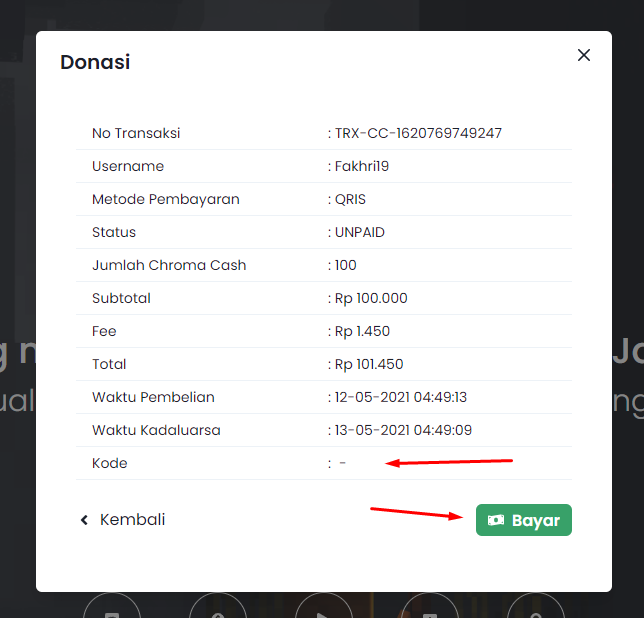 Donasi
No Transaksi : TRX-CC-1620769749247
Username : Fakhri19
Metode Pembayaran : QRIS
Status : UNPAID
Jumlah Chroma Cash : 100
Subtotal : Rp 100.000
Fee : Rp 1.450
Total : Rp 101.450
Waktu Pembelian : 12-05-2021 04:49:13
Waktu Kadaluarsa : 13-05-2021 04:49:09
Kode : -
Kembali Bayar